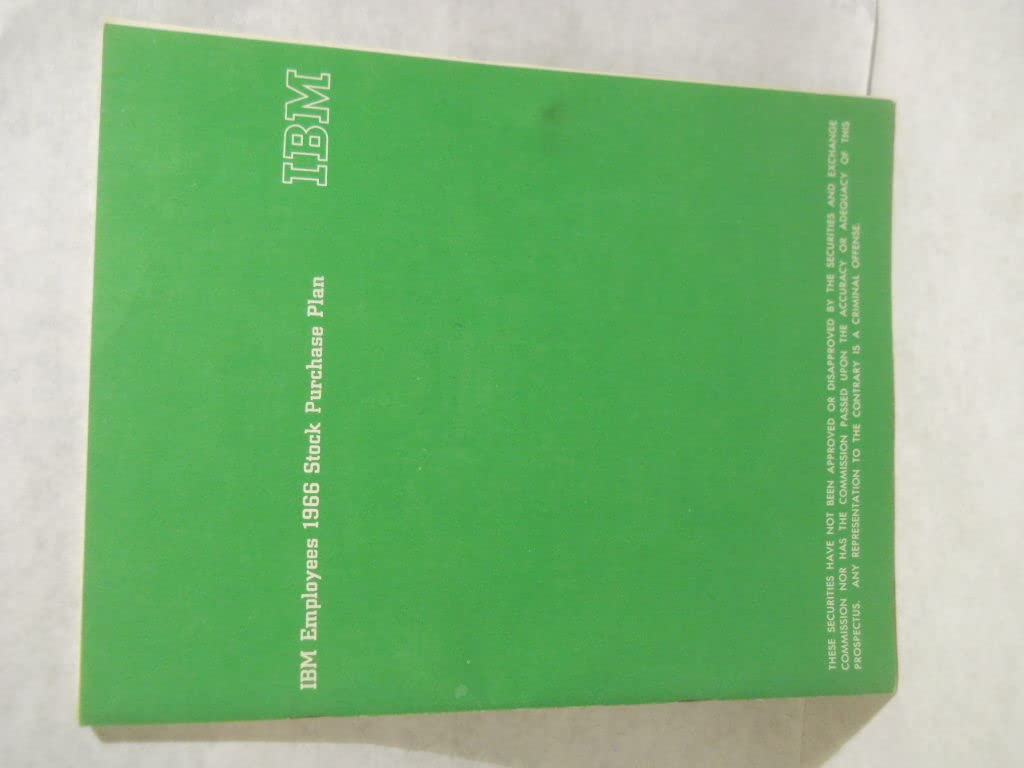 IBM Employees 1966 Stock Purchase Plan IBM
THESE SECURITIES HAVE NOT BEEN APPROVED OR DISAPPROVED BY THE SECURITIES AND EXCHANGE
COMMISSION NOR HAS THE COMMISSION PASSED UPON THE ACCURACY OR ADEQUACY OF THIS
PROSPECTUS. ANY REPRESENTATION TO THE CONTRARY IS A CRIMINAL OFFENSE.